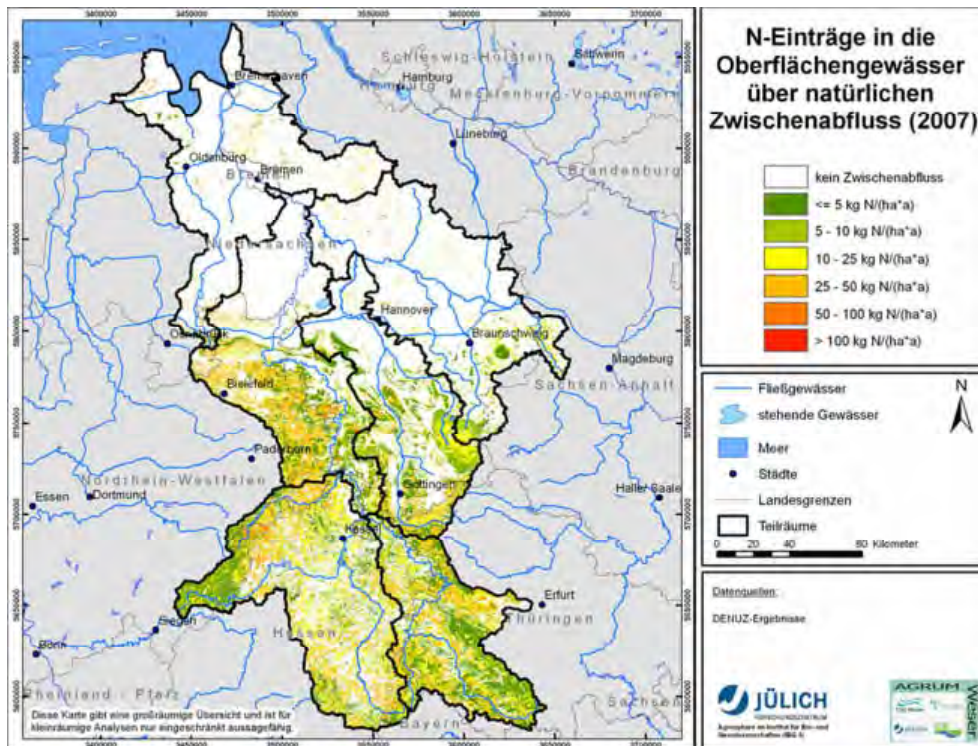 3400000 3450000 3500000 3550000 3600000 3650000 3700000
Schleswig-Holstein
Schwerin
Bremerhaven
Hamburg
Hamburg
Mecklenburg-Vorpommern
Lüneburg
Oldenburg
Bremen
Bremen
Brandenburg
Niedersachsen
Hannover
Osnabrück
Braunschweig
Magdeburg
Sachsen-Anhalt
Bielefeld
Paderborn
Nordrhein-Westfalen
Göttingen
Halle/Saale
Essen
Dortmund
Kassel
Erfurt
Thüringen
Siegen
Hessen
Bonn
Rheinland-Pfalz
Sachsen
Bayern
Diese Karte gibt eine großräumige Übersicht und ist für
kleinräumige Analysen nur eingeschränkt aussagefähig.
N-Einträge in die
Oberflächengewässer
über natürlichen
Zwischenabfluss (2007)
kein Zwischenabfluss
<= 5 kg N/(ha*a)
5 - 10 kg N/(ha*a)
10 - 25 kg N/(ha*a)
25 - 50 kg N/(ha*a)
50 - 100 kg N/(ha*a)
> 100 kg N/(ha*a)
Fließgewässer
stehende Gewässer
N
Meer
Städte
Landesgrenzen
Teilräume
0 20 40 80 Kilometer
Datenquellen:
DENUZ-Ergebnisse
JÜLICH
FORSCHUNGSZENTRUM
AGRUM